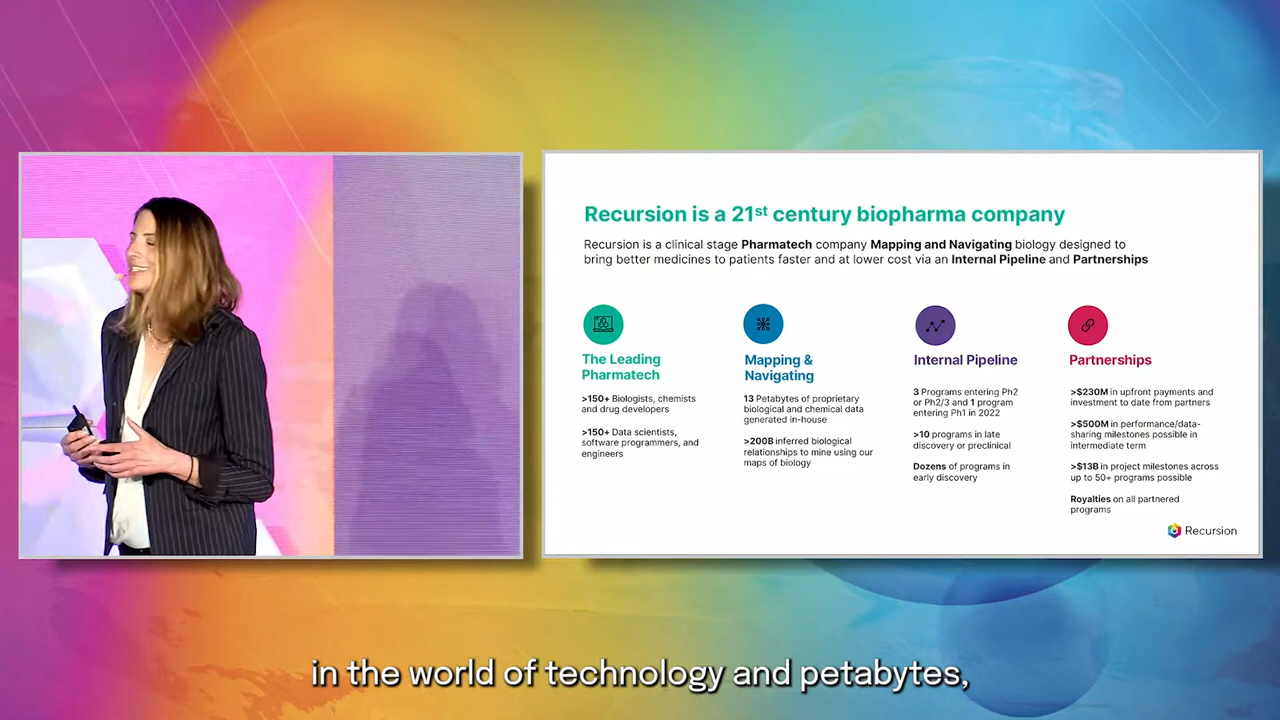 Recursion is a 21st century biopharma company
Recursion is a clinical stage Pharmatech company Mapping and Navigating biology designed to
bring better medicines to patients faster and at lower cost via an Internal Pipeline and Partnerships
The Leading
Pharmatech
>150+ Biologists, chemists
and drug developers
>150+ Data scientists,
software programmers, and
engineers
Mapping &
Navigating
13 Petabytes of proprietary
biological and chemical data
generated in-house
>200B inferred biological
relationships to mine using our
maps of biology
Internal Pipeline
3 Programs entering Ph2
or Ph2/3 and 1 program
entering Ph1 in 2022
>10 programs in late
discovery or preclinical
Dozens of programs in
early discovery
Partnerships
>$230M in upfront payments and
investment to date from partners
>$500M in performance/data-
sharing milestones possible in
intermediate term
>$13B in project milestones across
up to 50+ programs possible
Royalties on all partnered
programs
Recursion
in the world of technology and petabytes,